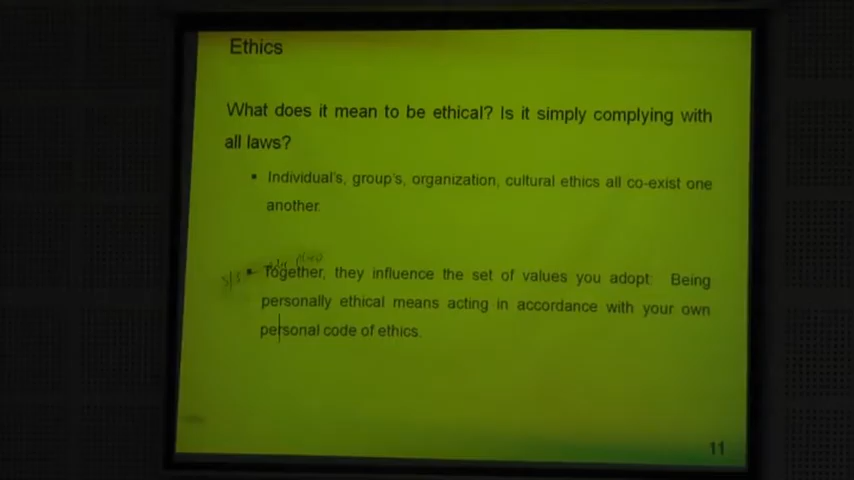 Ethics
What does it mean to be ethical? Is it simply complying with
all laws?
▪ Individual's, group's, organization, cultural ethics all co-exist one
another.
▪ Together, they influence the set of values you adopt: Being
personally ethical means acting in accordance with your own
personal code of ethics.
11